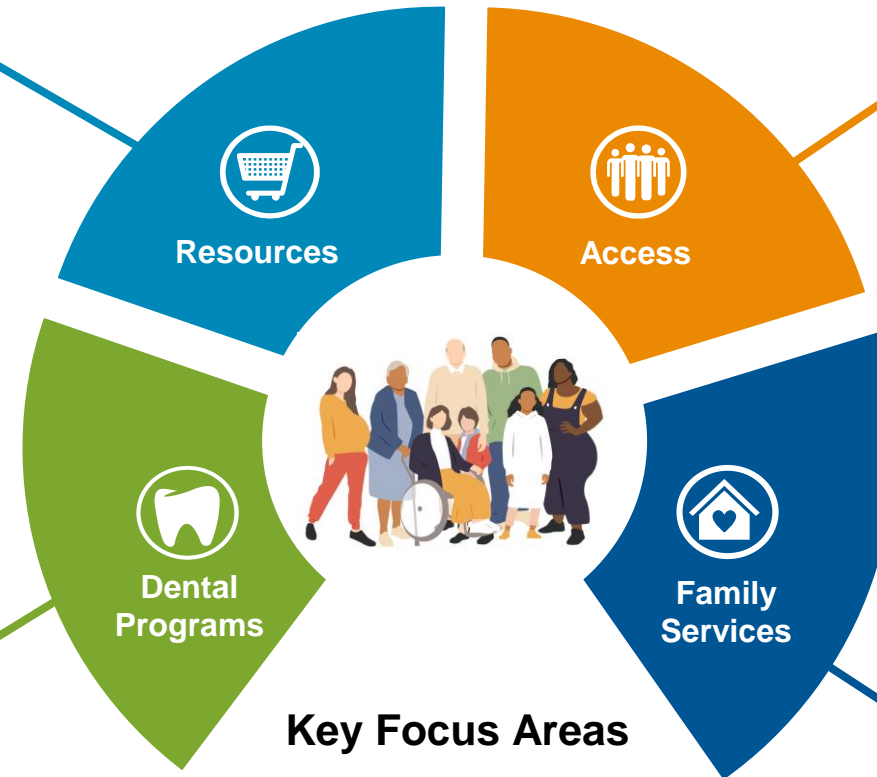 Resources
Access
Dental
Programs
Family
Services
Key Focus Areas